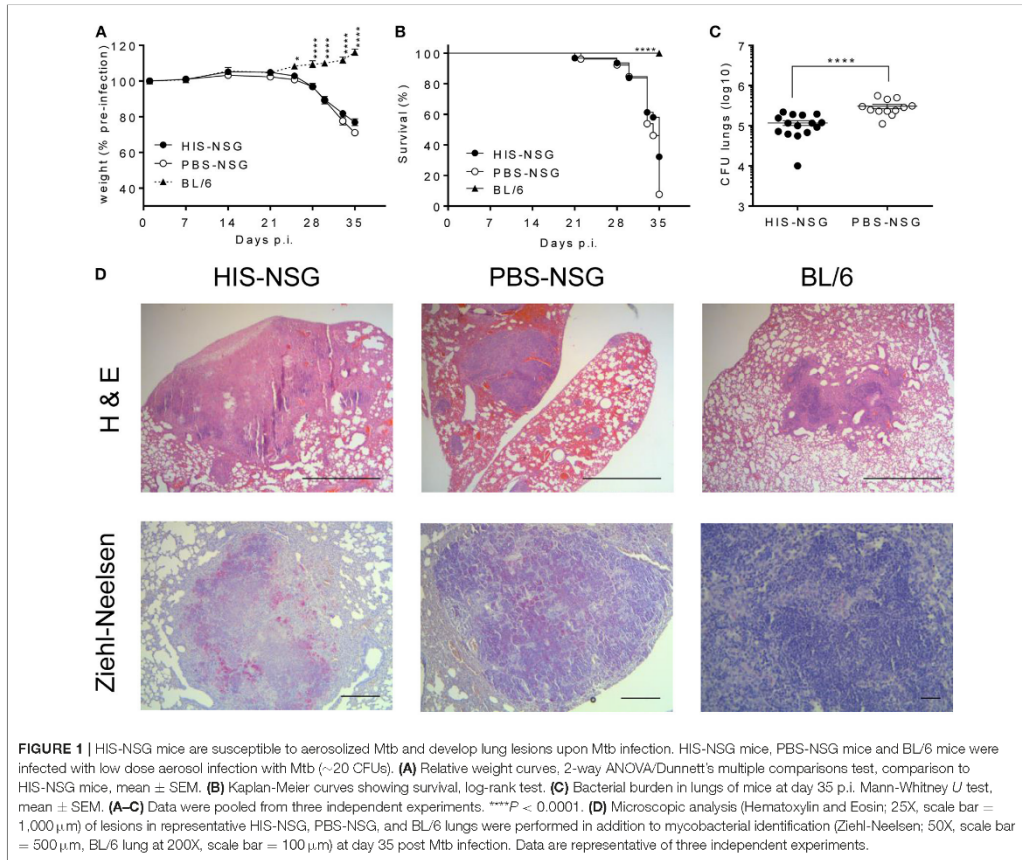 A
B
C
weight (% pre-infection)
120
100
80
60
40
HIS-NSG
PBS-NSG
BL/6
0 7 14 21 28 35
Days p.i.
* **** **** **** ****
Survival (%)
100
80
60
40
20
0
****
HIS-NSG
PBS-NSG
BL/6
0 7 14 21 28 35
Days p.i.
CFU lungs (log10)
7
6
5
4
3
****
HIS-NSG PBS-NSG
D
HIS-NSG PBS-NSG BL/6
H & E
Ziehl-Neelsen
FIGURE 1 | HIS-NSG mice are susceptible to aerosolized Mtb and develop lung lesions upon Mtb infection. HIS-NSG mice, PBS-NSG mice and BL/6 mice were
infected with low dose aerosol infection with Mtb (~20 CFUs). (A) Relative weight curves, 2-way ANOVA/Dunnett's multiple comparisons test, comparison to
HIS-NSG mice, mean ± SEM. (B) Kaplan-Meier curves showing survival, log-rank test. (C) Bacterial burden in lungs of mice at day 35 p.i. Mann-Whitney U test,
mean ± SEM. (A–C) Data were pooled from three independent experiments. ****P < 0.0001. (D) Microscopic analysis (Hematoxylin and Eosin; 25X, scale bar =
1,000 μm) of lesions in representative HIS-NSG, PBS-NSG, and BL/6 lungs were performed in addition to mycobacterial identification (Ziehl-Neelsen; 50X, scale bar
= 500 μm, BL/6 lung at 200X, scale bar = 100 μm) at day 35 post Mtb infection. Data are representative of three independent experiments.